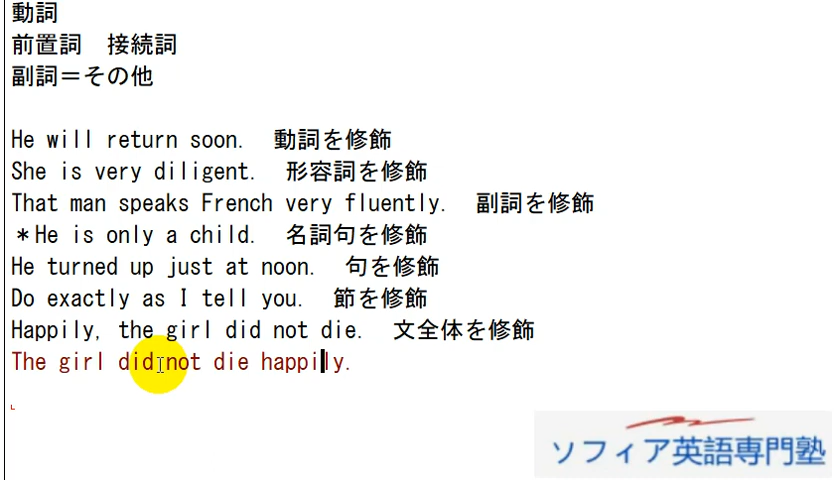 動詞
前置詞　接続詞
副詞＝その他
He will return soon.　動詞を修飾
She is very diligent.　形容詞を修飾
That man speaks French very fluently.　副詞を修飾
＊He is only a child.　名詞句を修飾
He turned up just at noon.　句を修飾
Do exactly as I tell you.　節を修飾
Happily, the girl did not die.　文全体を修飾
The girl did not die happily.
ソフィア英語専門塾